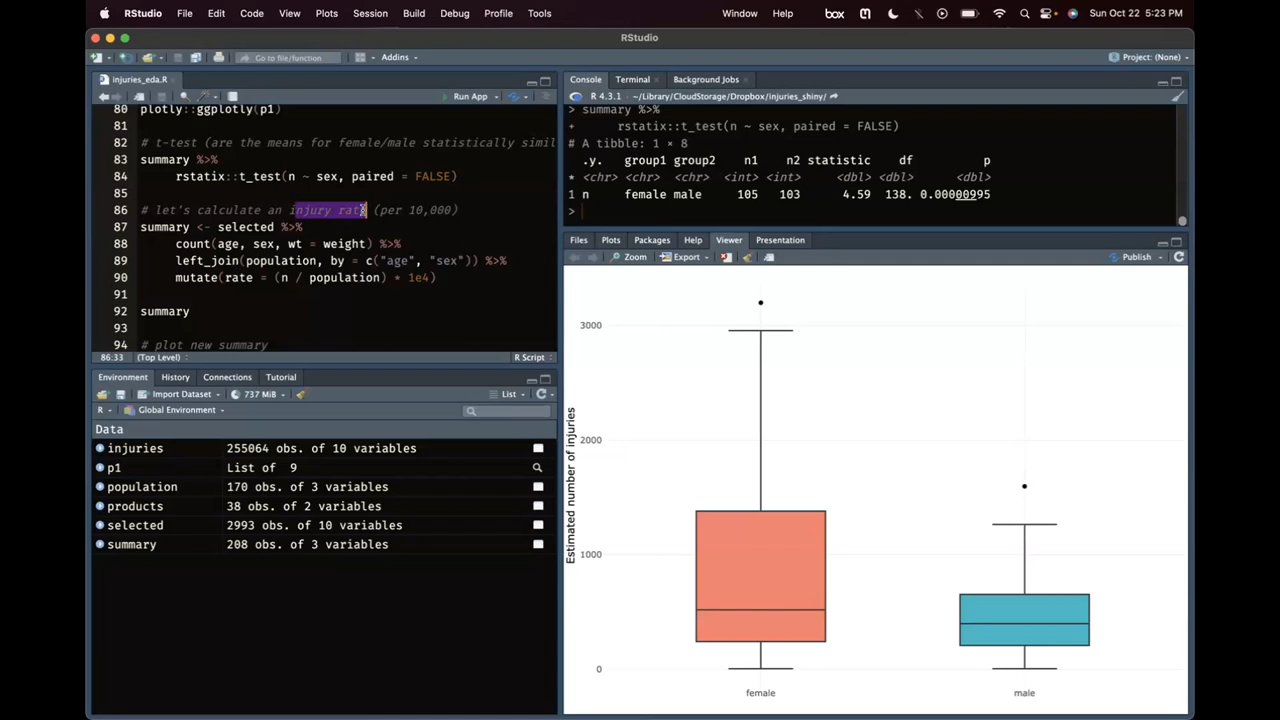 RStudio File Edit Code View Plots Session Build Debug Profile Tools Window Help box Sun Oct 22 5:23 PM
RStudio
Go to file/function Addins Project: (None)
injuries_eda.R
Run App
80 plotly::ggplotly(p1)
81
82 # t-test (are the means for female/male statistically simil
83 summary %>%
84 rstatix::t_test(n ~ sex, paired = FALSE)
85
86 # let's calculate an injury rate (per 10,000)
87 summary <- selected %>%
88 count(age, sex, wt = weight) %>%
89 left_join(population, by = c("age", "sex")) %>%
90 mutate(rate = (n / population) * 1e4)
91
92 summary
93
94 # plot new summary
86:33 (Top Level) R Script
Environment History Connections Tutorial
Import Dataset 737 MiB List
R Global Environment
Data
injuries 255064 obs. of 10 variables
p1 List of 9
population 170 obs. of 3 variables
products 38 obs. of 2 variables
selected 2993 obs. of 10 variables
summary 208 obs. of 3 variables
Console Terminal Background Jobs
R 4.3.1 · ~/Library/CloudStorage/Dropbox/injuries_shiny/
> summary %>%
+ rstatix::t_test(n ~ sex, paired = FALSE)
# A tibble: 1 × 8
.y. group1 group2 n1 n2 statistic df p
* <chr> <chr> <chr> <int> <int> <dbl> <dbl> <dbl>
1 n female male 105 103 4.59 138. 0.00000995
>
Files Plots Packages Help Viewer Presentation
Zoom Export Publish
Estimated number of injuries
3000
2000
1000
0
female male